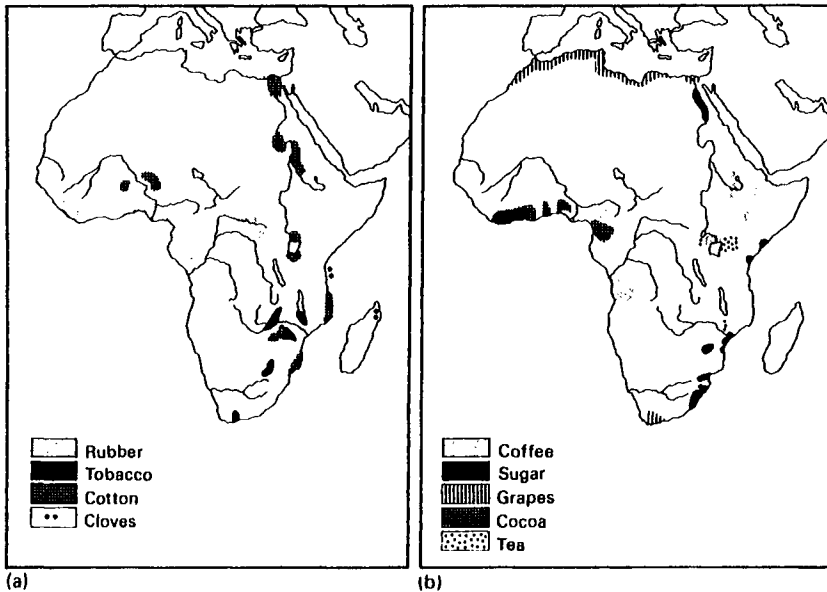 Rubber
Tobacco
Cotton
Cloves
(a)
Coffee
Sugar
Grapes
Cocoa
Tea
(b)